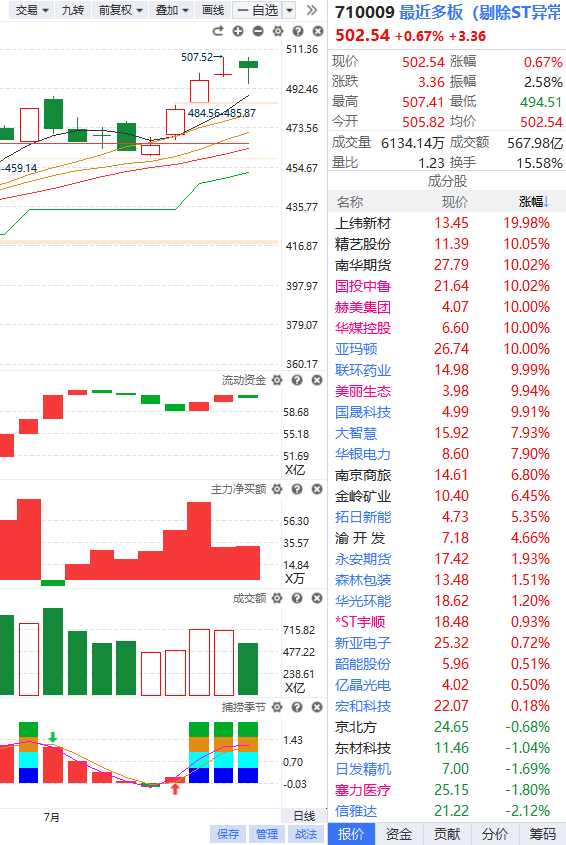 交易 九转 前复权 叠加 画线 一自选
507.52
511.36
492.46
484.56-485.87
473.56
-459.14
454.67
435.77
416.87
397.97
379.07
360.17
流动资金
58.68
55.18
51.69
X亿
主力净买额
56.30
35.57
14.84
X万
成交额
715.82
477.22
238.61
X亿
捕捞季节
1.43
0.70
-0.03
7月 日线
保存 管理 战法
710009 最近多板（剔除ST异常
502.54 +0.67% +3.36
现价 502.54 涨幅 0.67%
涨跌 3.36 振幅 2.58%
最高 507.41 最低 494.51
今开 505.82 均价 502.54
成交量 6134.14万 成交额 567.98亿
量比 1.23 换手 15.58%
成分股
名称 现价 涨幅↓
上纬新材 13.45 19.98%
精艺股份 11.39 10.05%
南华期货 27.79 10.02%
国投中鲁 21.64 10.02%
赫美集团 4.07 10.00%
华媒控股 6.60 10.00%
亚玛顿 26.74 10.00%
联环药业 14.98 9.99%
美丽生态 3.98 9.94%
国晟科技 4.99 9.91%
大智慧 15.92 7.93%
华银电力 8.60 7.90%
南京商旅 14.61 6.80%
金岭矿业 10.40 6.45%
拓日新能 4.73 5.35%
渝开发 7.18 4.66%
永安期货 17.42 1.93%
森林包装 13.48 1.51%
华光环能 18.62 1.20%
*ST宇顺 18.48 0.93%
新亚电子 25.32 0.72%
韶能股份 5.96 0.51%
亿晶光电 4.02 0.50%
宏和科技 22.07 0.18%
京北方 24.65 -0.68%
东材科技 11.46 -1.04%
日发精机 7.00 -1.69%
塞力医疗 25.15 -1.80%
信雅达 21.22 -2.12%
报价 资金 贡献 分价 筹码